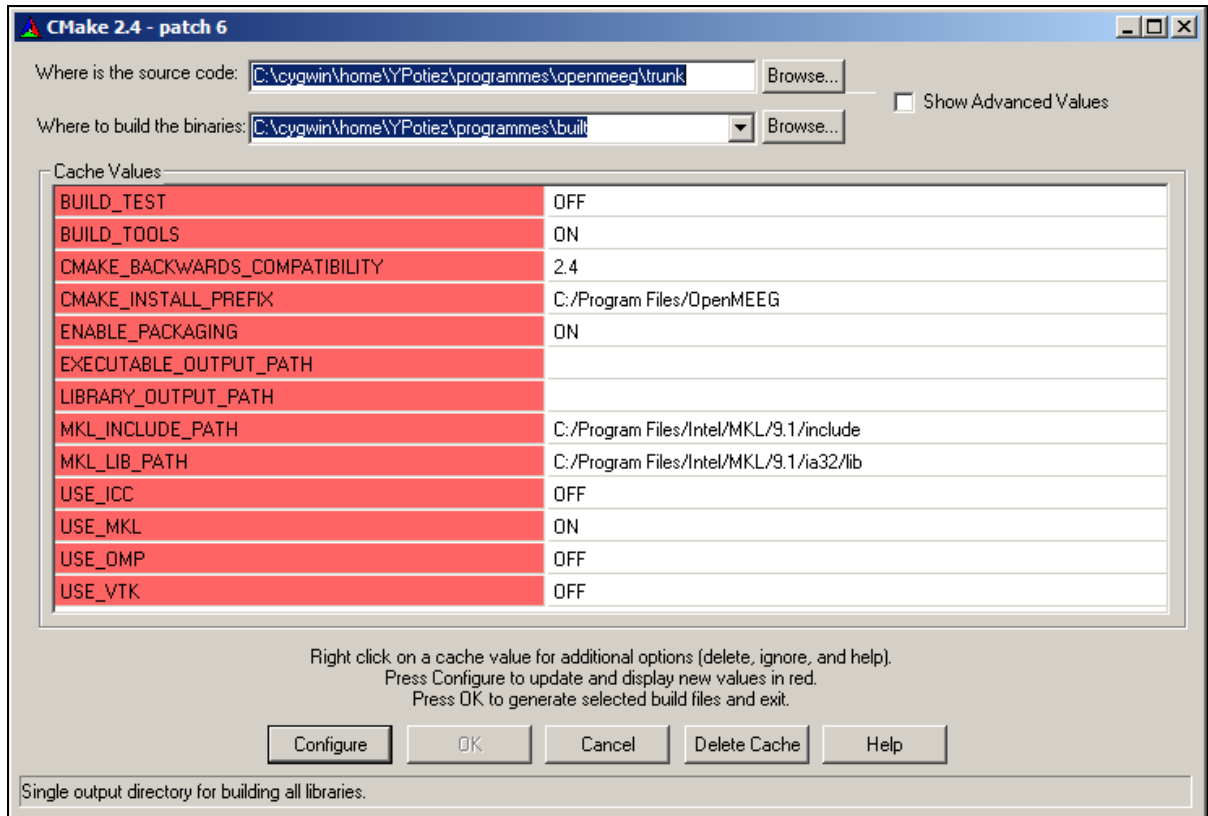 CMake 2.4 - patch 6
Where is the source code: C:\cygwin\home\YPotiez\programmes\openmeeg\trunk Browse...
Show Advanced Values
Where to build the binaries: C:\cygwin\home\YPotiez\programmes\built Browse...
Cache Values
BUILD_TEST OFF
BUILD_TOOLS ON
CMAKE_BACKWARDS_COMPATIBILITY 2.4
CMAKE_INSTALL_PREFIX C:/Program Files/OpenMEEG
ENABLE_PACKAGING ON
EXECUTABLE_OUTPUT_PATH
LIBRARY_OUTPUT_PATH
MKL_INCLUDE_PATH C:/Program Files/Intel/MKL/9.1/include
MKL_LIB_PATH C:/Program Files/Intel/MKL/9.1/ia32/lib
USE_ICC OFF
USE_MKL ON
USE_OMP OFF
USE_VTK OFF
Right click on a cache value for additional options (delete, ignore, and help).
Press Configure to update and display new values in red.
Press OK to generate selected build files and exit.
Configure OK Cancel Delete Cache Help
Single output directory for building all libraries.